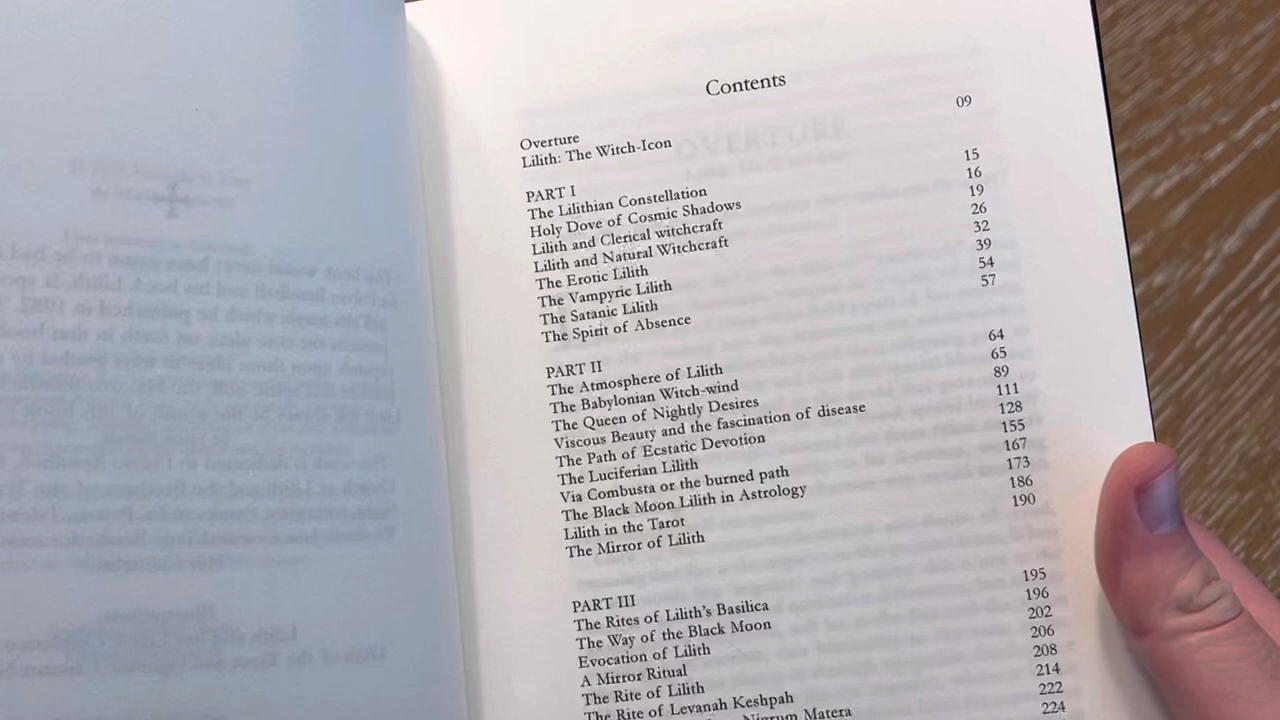 Contents
Overture
Lilith: The Witch-Icon 09
PART I
The Lilithian Constellation 15
Holy Dove of Cosmic Shadows 16
Lilith and Clerical witchcraft 19
Lilith and Natural Witchcraft 26
The Erotic Lilith 32
The Vampyric Lilith 39
The Satanic Lilith 54
The Spirit of Absence 57
PART II
The Atmosphere of Lilith 64
The Babylonian Witch-wind 65
The Queen of Nightly Desires 89
Viscous Beauty and the fascination of disease 111
The Path of Ecstatic Devotion 128
The Luciferian Lilith 155
Via Combusta or the burned path 167
The Black Moon Lilith in Astrology 173
Lilith in the Tarot 186
The Mirror of Lilith 190
PART III
The Rites of Lilith's Basilica 195
The Way of the Black Moon 196
Evocation of Lilith 202
A Mirror Ritual 206
The Rite of Lilith 208
The Rite of Levanah Keshpah 214
Nigrum Matera 222
224